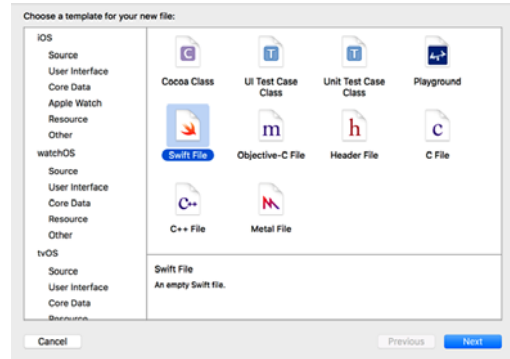 Choose a template for your new file:
iOS
Source
User Interface
Core Data
Apple Watch
Resource
Other
watchOS
Source
User Interface
Core Data
Resource
Other
tvOS
Source
User Interface
Core Data
Resource
C
Cocoa Class
T
UI Test Case
Class
T
Unit Test Case
Class
Playground
Swift File
m
Objective-C File
h
Header File
c
C File
C++
C++ File
Metal File
Swift File
An empty Swift file.
Cancel
Previous
Next